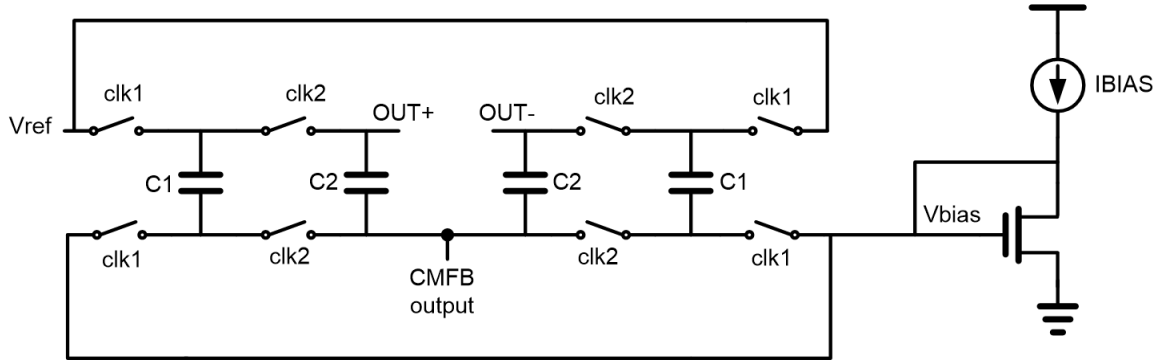 clk1
clk2
clk2
clk1
IBIAS
Vref
OUT+
OUT-
C1
C2
C2
C1
Vbias
clk1
clk2
CMFB
output
clk2
clk1